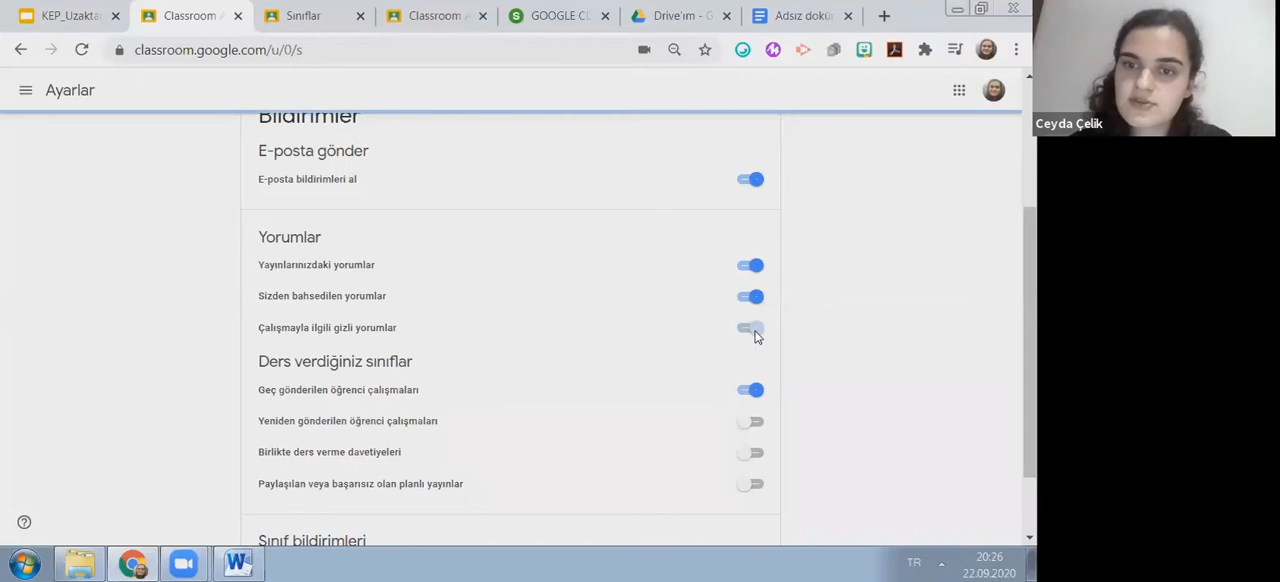 KEP_Uzakta
Classroom A
Sınıflar
Classroom A
GOOGLE CL
Drive'ım - G
Adsız dokü
classroom.google.com/u/0/s
Ayarlar
Bildirimler
E-posta gönder
E-posta bildirimleri al
Yorumlar
Yayınlarınızdaki yorumlar
Sizden bahsedilen yorumlar
Çalışmayla ilgili gizli yorumlar
Ders verdiğiniz sınıflar
Geç gönderilen öğrenci çalışmaları
Yeniden gönderilen öğrenci çalışmaları
Birlikte ders verme davetiyeleri
Paylaşılan veya başarısız olan planlı yayınlar
Sınıf bildirimleri
Ceyda Çelik
TR
20:26
22.09.2020